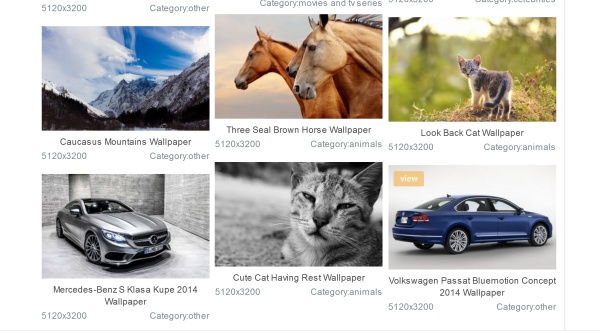 5120x3200 Category:other
Category:movies and tv series
Category:celebrities
Caucasus Mountains Wallpaper
5120x3200 Category:other
Three Seal Brown Horse Wallpaper
5120x3200 Category:animals
Look Back Cat Wallpaper
5120x3200 Category:animals
Mercedes-Benz S Klasa Kupe 2014
Wallpaper
5120x3200 Category:other
Cute Cat Having Rest Wallpaper
5120x3200 Category:animals
view
Volkswagen Passat Bluemotion Concept
2014 Wallpaper
5120x3200 Category:other